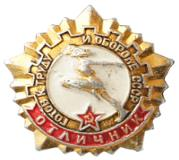 ГОТОВ К ТРУДУ И ОБОРОНЕ СССР
ОТЛИЧНИК